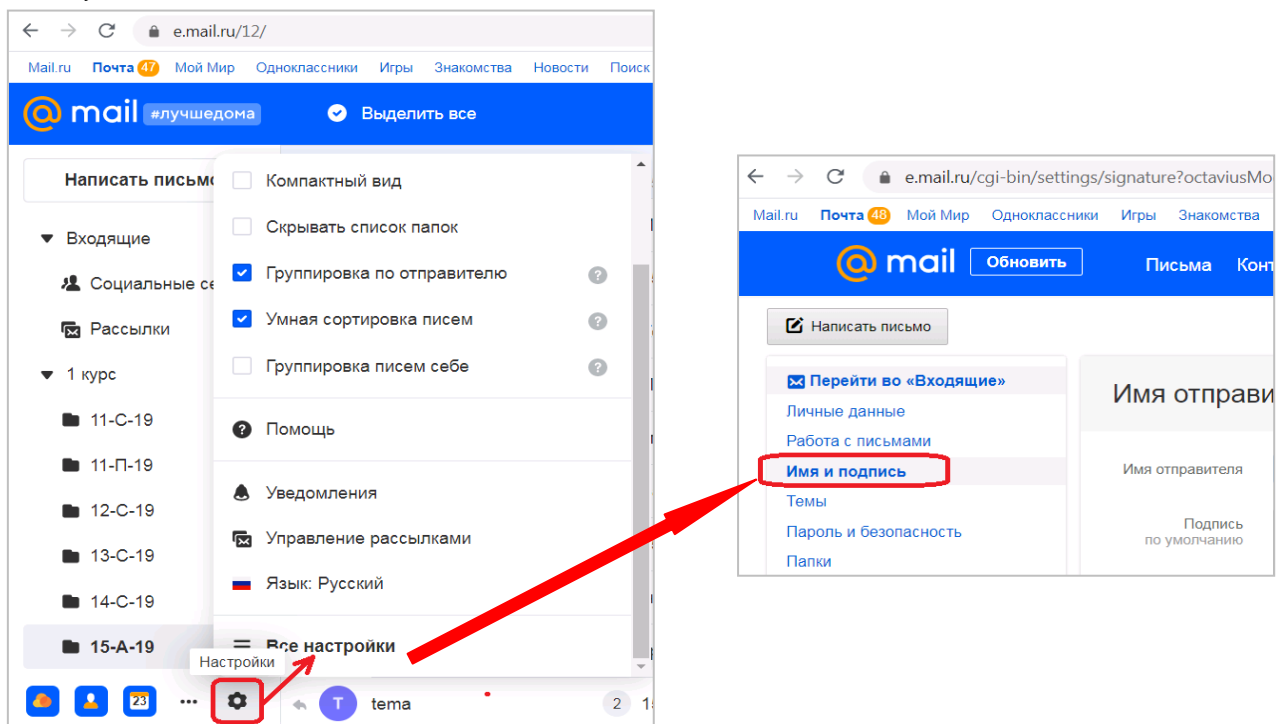 e.mail.ru/12/
Mail.ru Почта 47 Мой Мир Одноклассники Игры Знакомства Новости Поиск
@ mail #лучшедома Выделить все
Написать письмо
Входящие
Социальные се
Рассылки
1 курс
11-С-19
11-П-19
12-С-19
13-С-19
14-С-19
15-А-19
Компактный вид
Скрывать список папок
Группировка по отправителю ?
Умная сортировка писем ?
Группировка писем себе ?
Помощь
Уведомления
Управление рассылками
Язык: Русский
Все настройки
Настройки
23
T tema 2
e.mail.ru/cgi-bin/settings/signature?octaviusMo
Mail.ru Почта 48 Мой Мир Одноклассники Игры Знакомства
@ mail Обновить Письма Конт
Написать письмо
Перейти во «Входящие»
Личные данные
Работа с письмами
Имя и подпись
Темы
Пароль и безопасность
Папки
Имя отправи
Имя отправителя
Подпись
по умолчанию